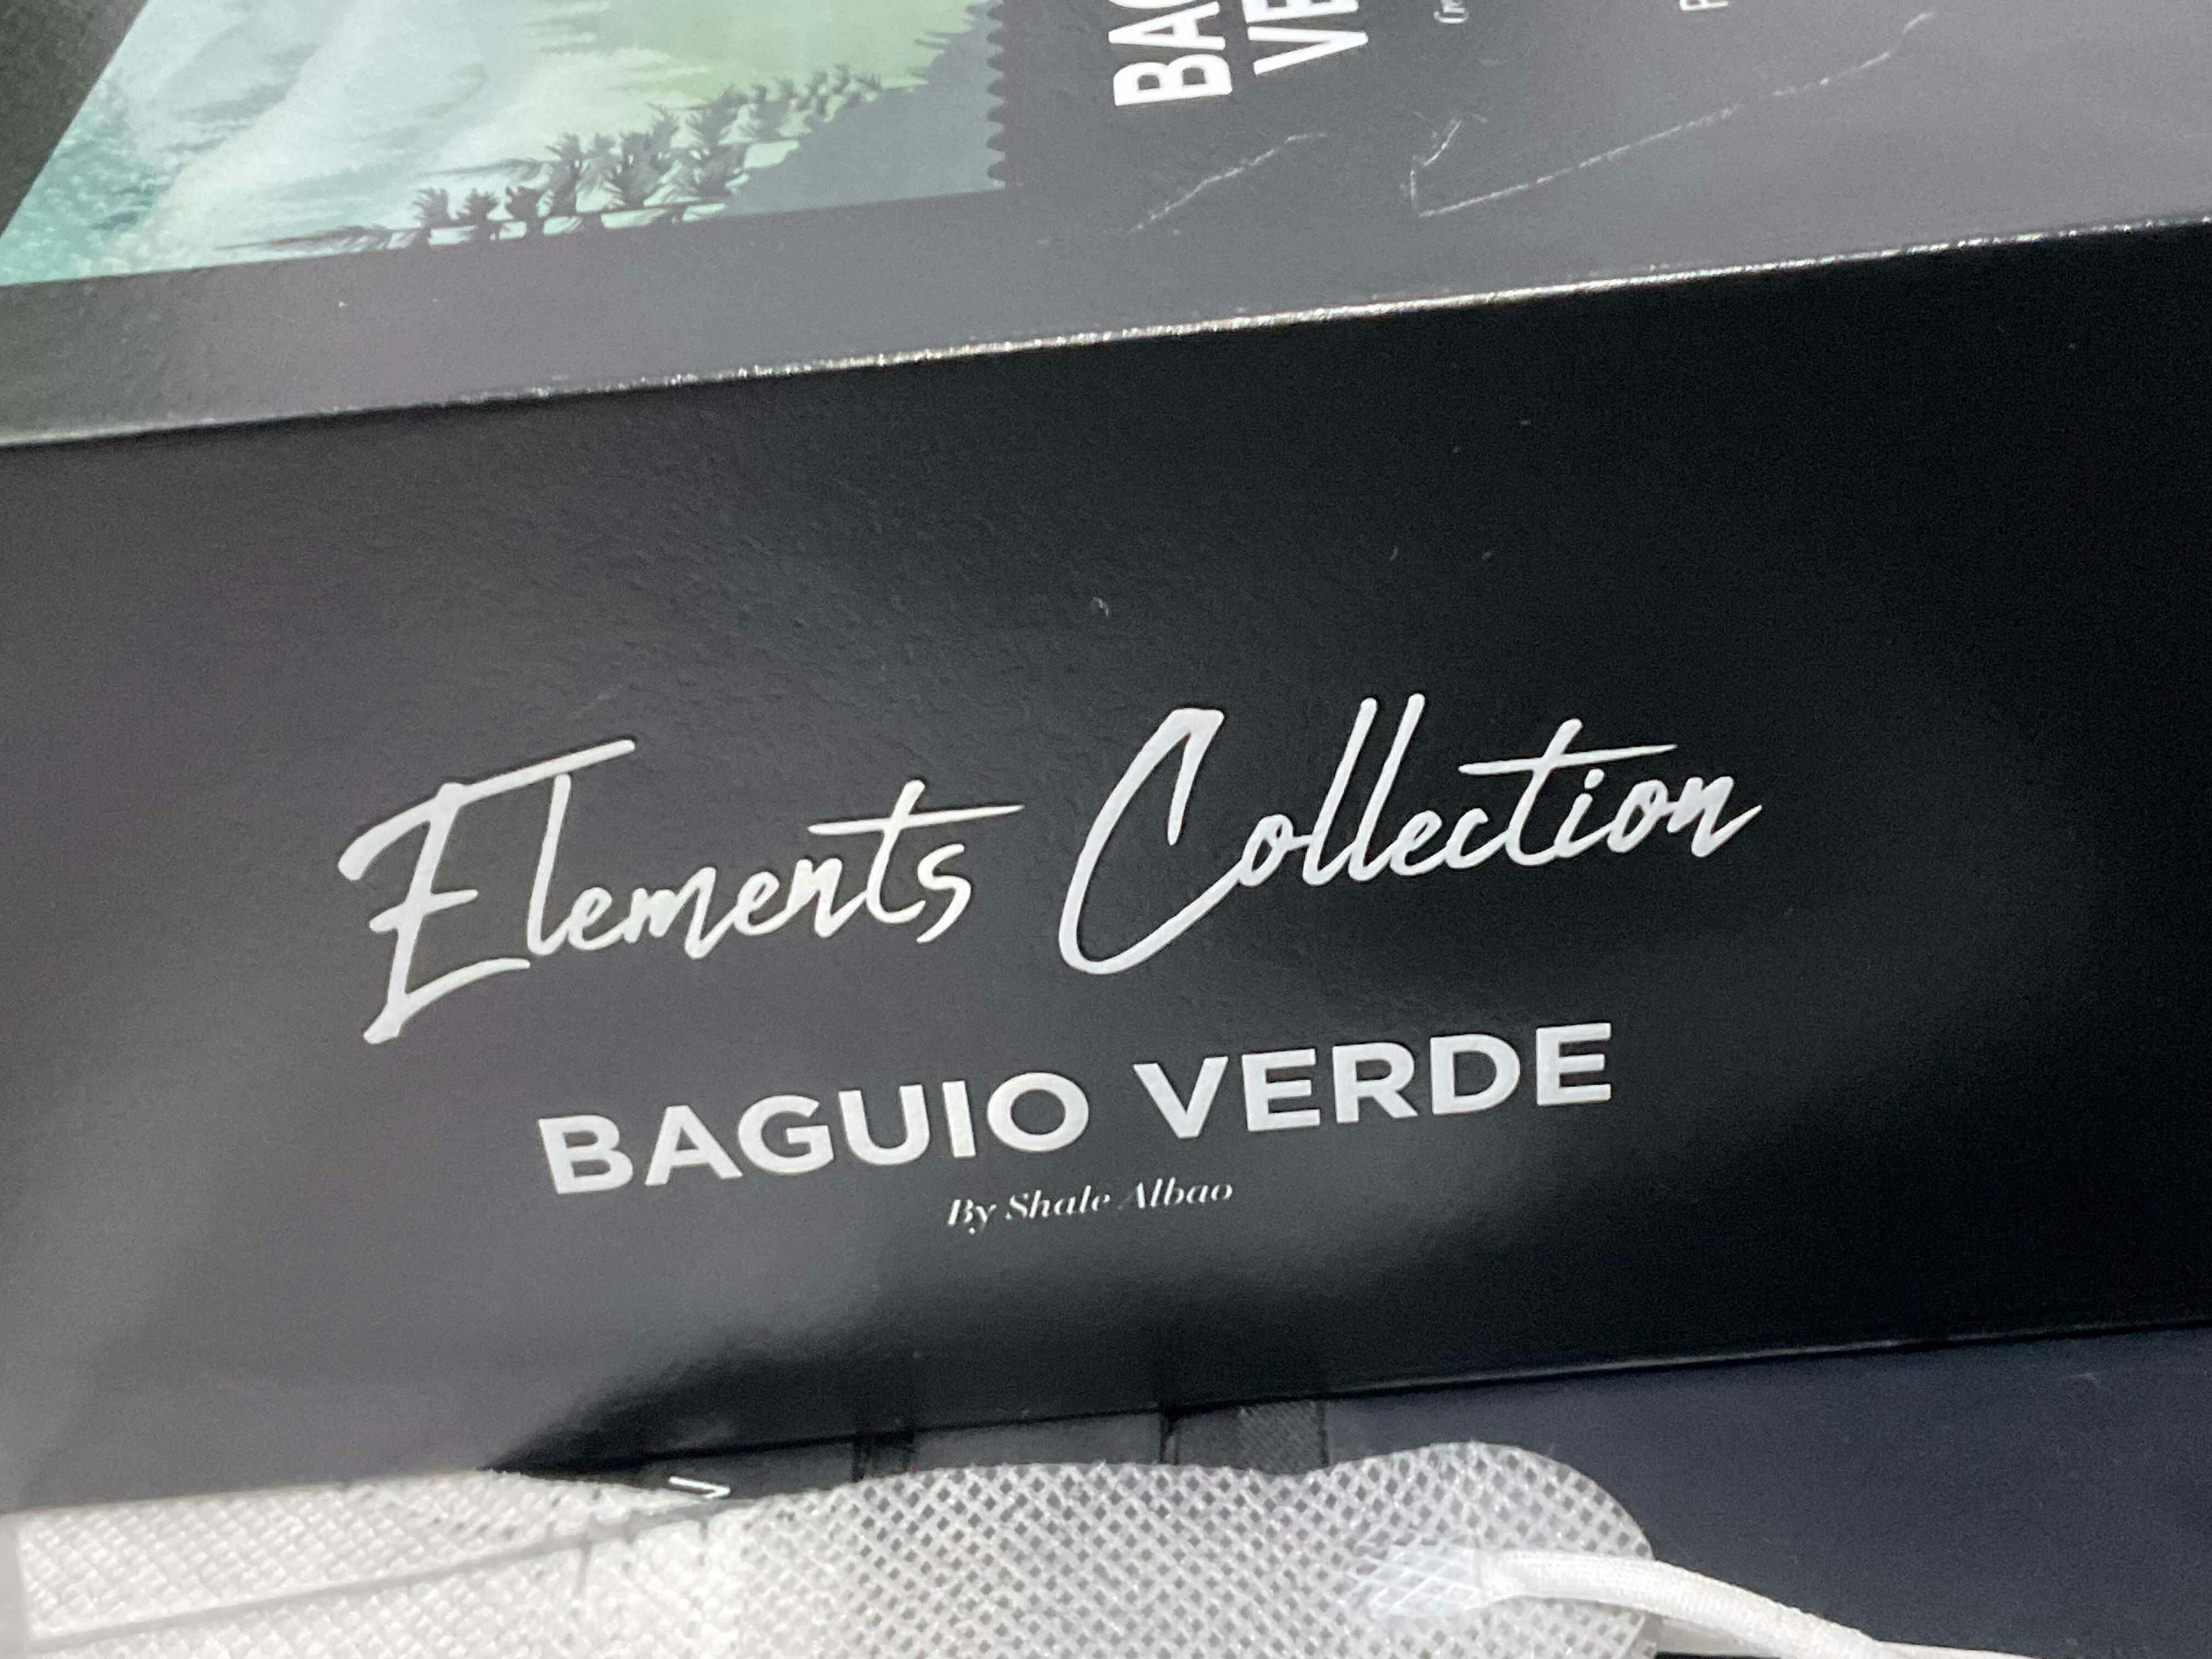 Elements Collection
BAGUIO VERDE
By Shale Albao